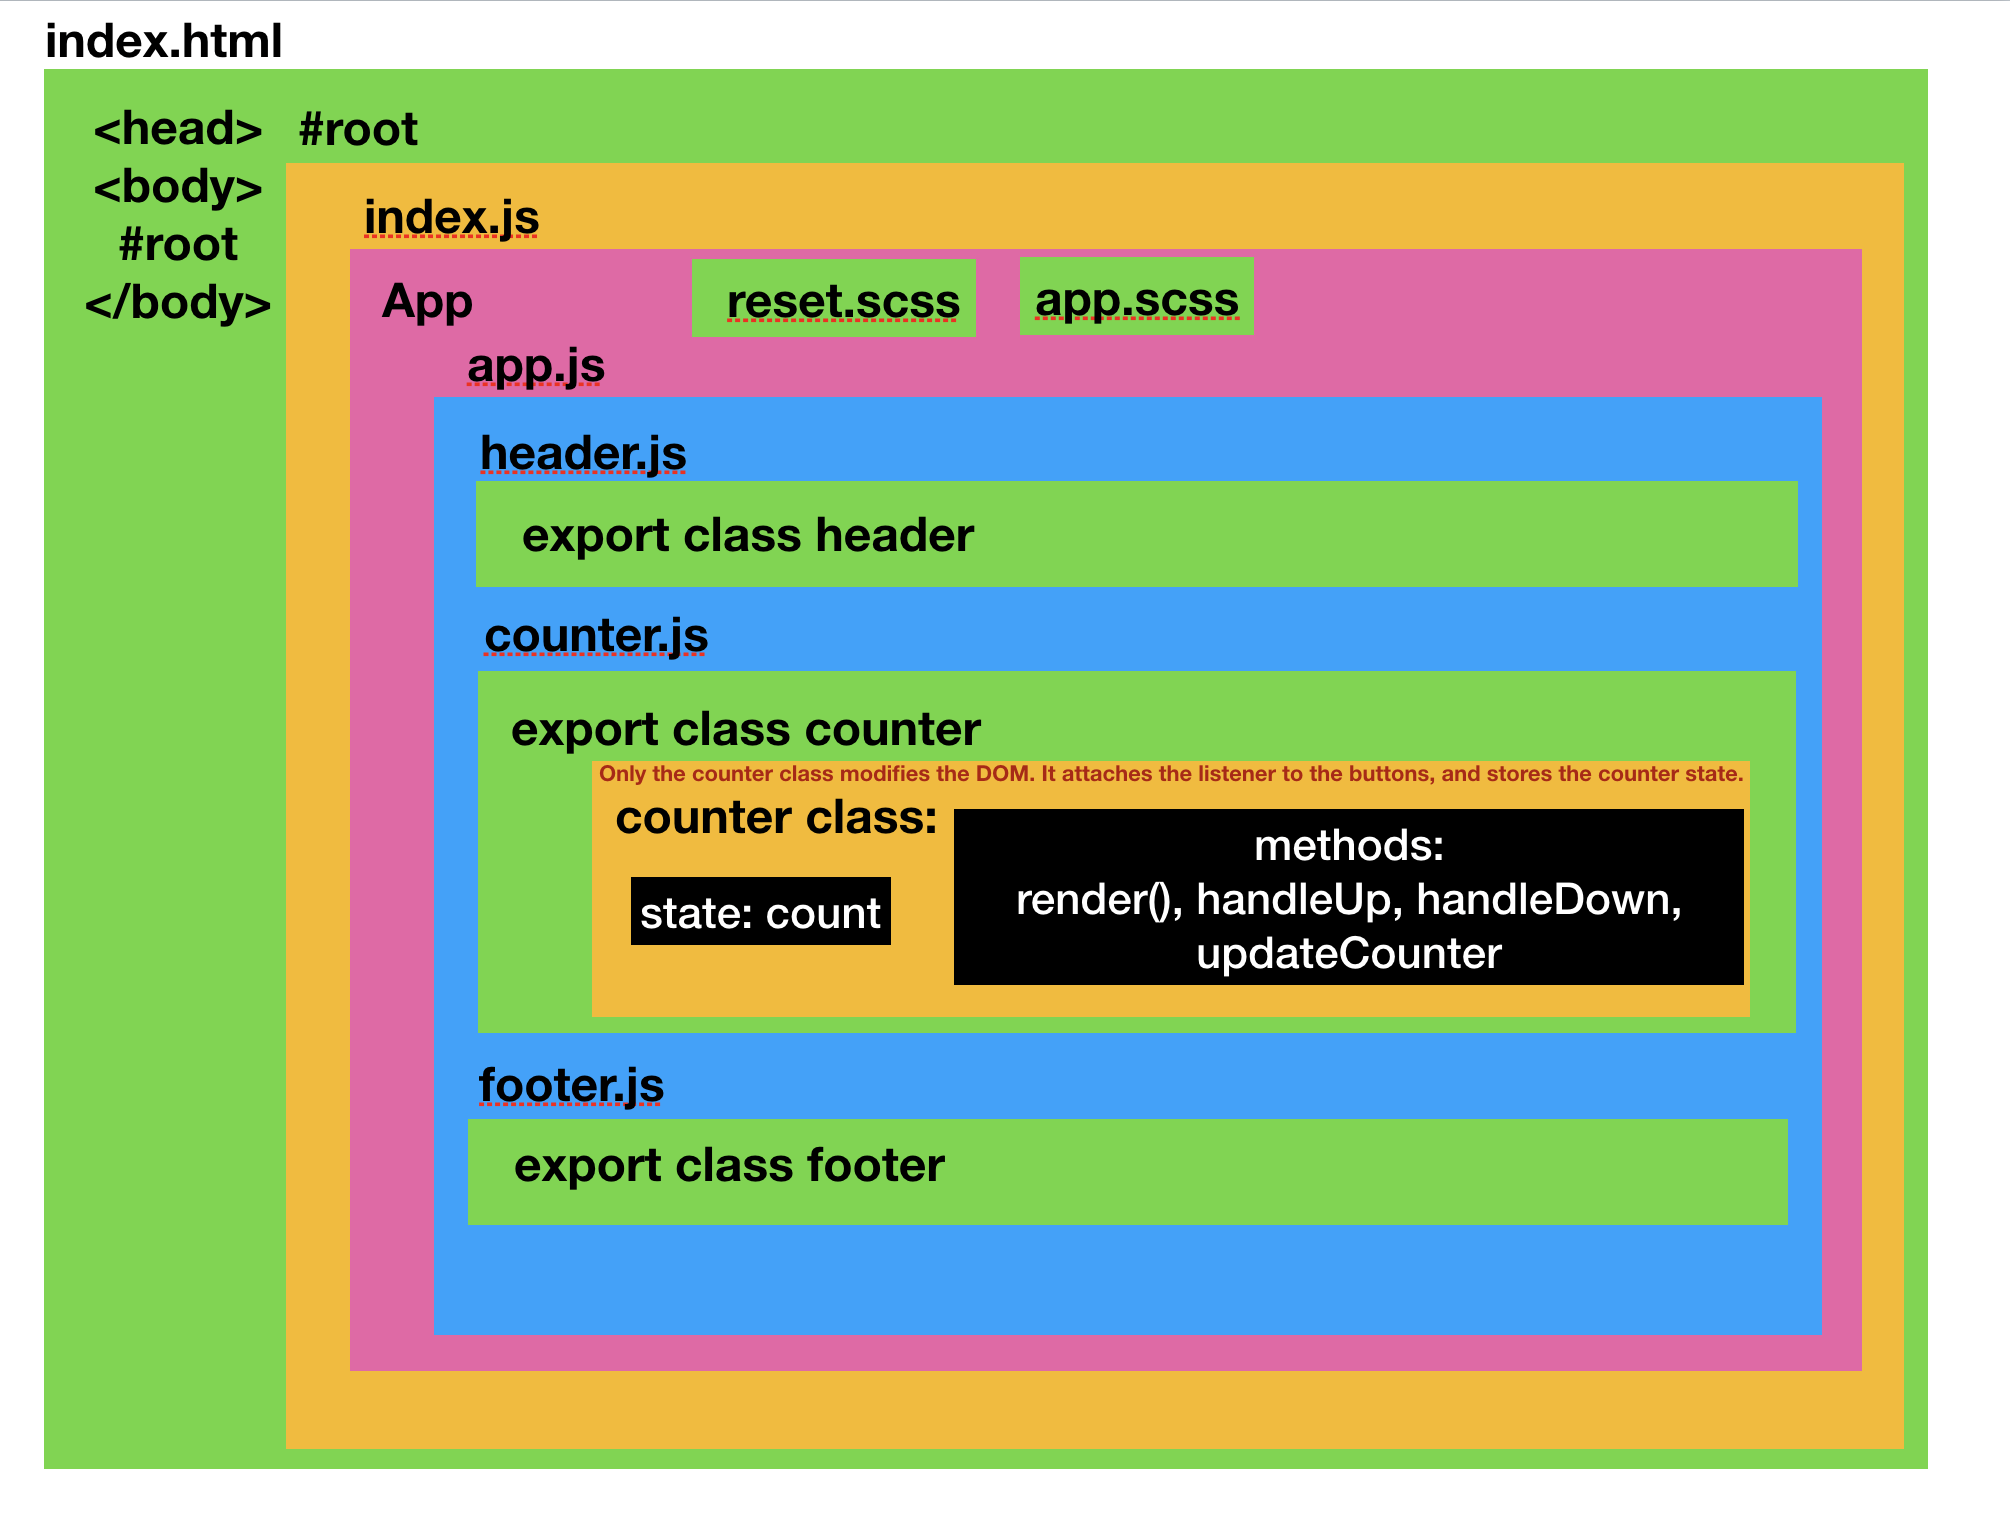 index.html
<head>
<body>
#root
</body>
#root
index.js
App
reset.scss
app.scss
app.js
header.js
export class header
counter.js
export class counter
Only the counter class modifies the DOM. It attaches the listener to the buttons, and stores the counter state.
counter class:
state: count
methods:
render(), handleUp, handleDown,
updateCounter
footer.js
export class footer